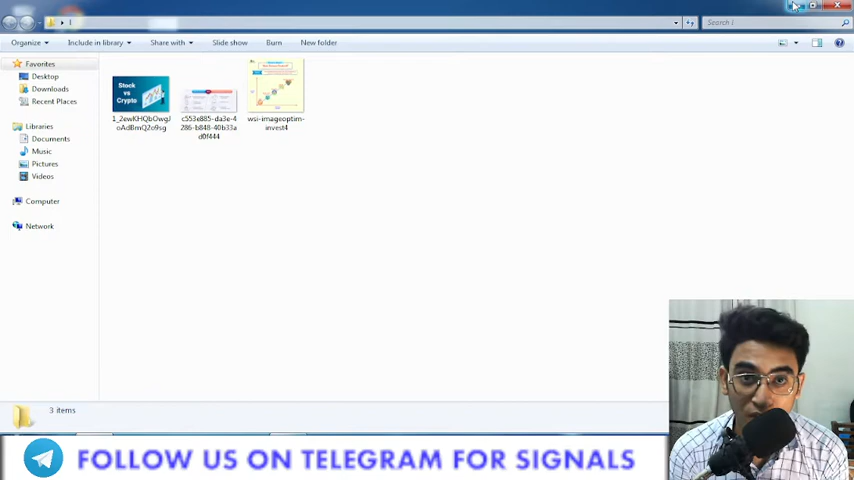 Search l
Organize
Include in library
Share with
Slide show
Burn
New folder
Favorites
Desktop
Downloads
Recent Places
Libraries
Documents
Music
Pictures
Videos
Computer
Network
Stock
vs
Crypto
1_2ewKHQbOwgJ
oAdBmQ2o9sg
c553e885-da3e-4
286-b848-40b33a
d0f444
wsi-imageoptim-
invest4
3 items
FOLLOW US ON TELEGRAM FOR SIGNALS